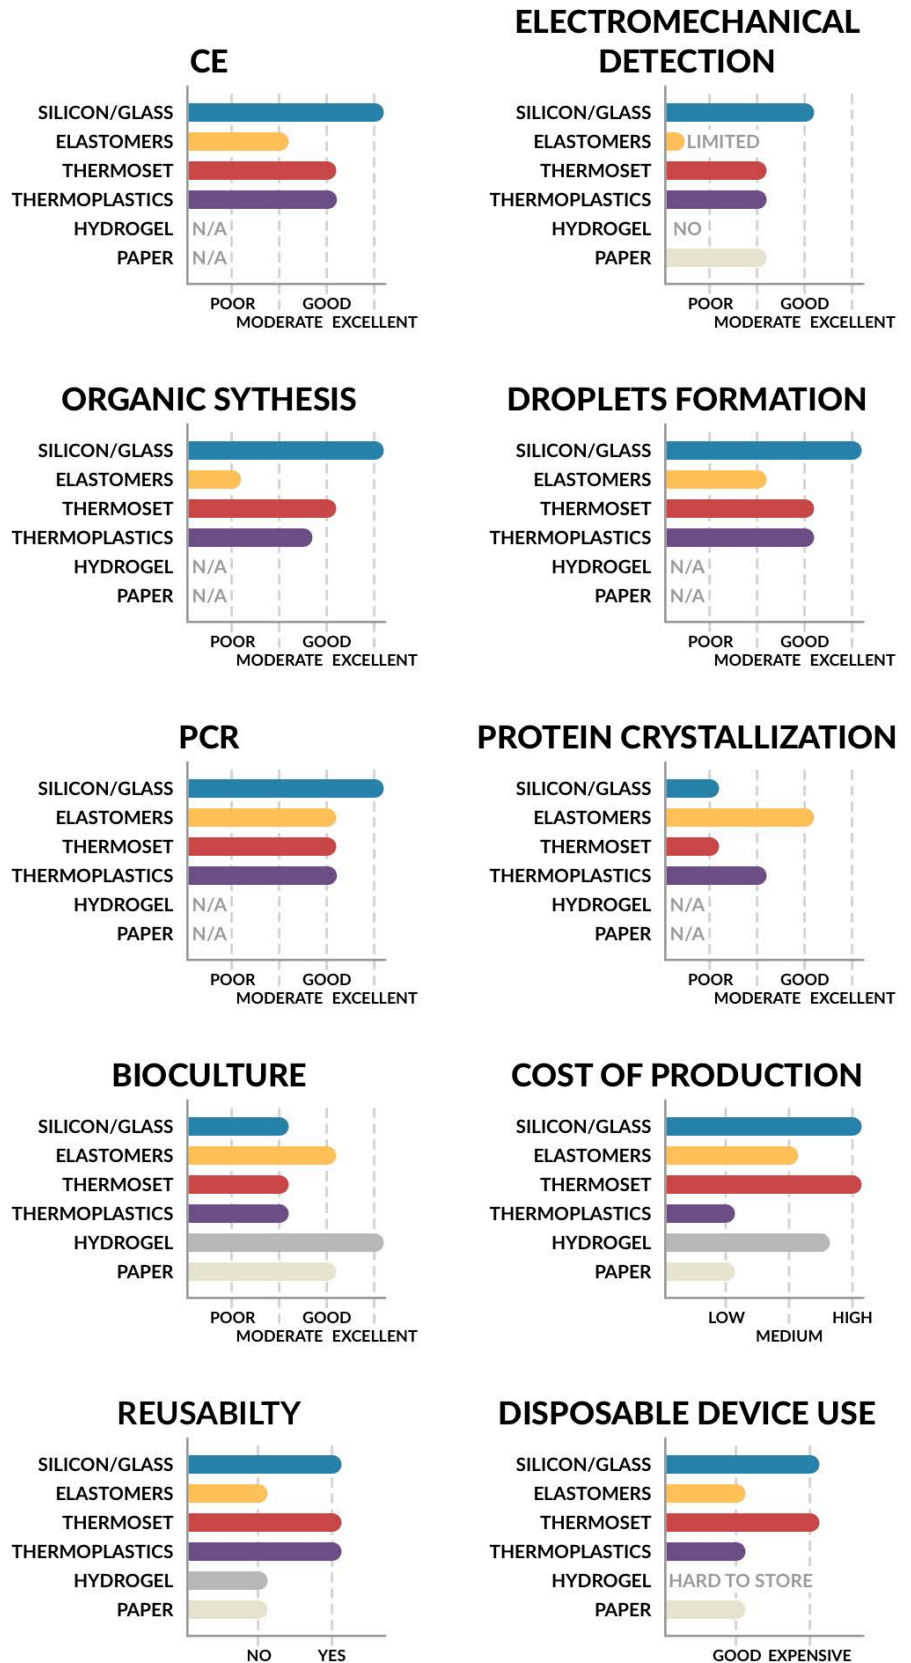 CE
SILICON/GLASS
ELASTOMERS
THERMOSET
THERMOPLASTICS
HYDROGEL N/A
PAPER N/A
POOR GOOD
MODERATE EXCELLENT
ELECTROMECHANICAL
DETECTION
SILICON/GLASS
ELASTOMERS LIMITED
THERMOSET
THERMOPLASTICS
HYDROGEL NO
PAPER
POOR GOOD
MODERATE EXCELLENT
ORGANIC SYTHESIS
SILICON/GLASS
ELASTOMERS
THERMOSET
THERMOPLASTICS
HYDROGEL N/A
PAPER N/A
POOR GOOD
MODERATE EXCELLENT
DROPLETS FORMATION
SILICON/GLASS
ELASTOMERS
THERMOSET
THERMOPLASTICS
HYDROGEL N/A
PAPER N/A
POOR GOOD
MODERATE EXCELLENT
PCR
SILICON/GLASS
ELASTOMERS
THERMOSET
THERMOPLASTICS
HYDROGEL N/A
PAPER N/A
POOR GOOD
MODERATE EXCELLENT
PROTEIN CRYSTALLIZATION
SILICON/GLASS
ELASTOMERS
THERMOSET
THERMOPLASTICS
HYDROGEL N/A
PAPER N/A
POOR GOOD
MODERATE EXCELLENT
BIOCULTURE
SILICON/GLASS
ELASTOMERS
THERMOSET
THERMOPLASTICS
HYDROGEL
PAPER
POOR GOOD
MODERATE EXCELLENT
COST OF PRODUCTION
SILICON/GLASS
ELASTOMERS
THERMOSET
THERMOPLASTICS
HYDROGEL
PAPER
LOW HIGH
MEDIUM
REUSABILTY
SILICON/GLASS
ELASTOMERS
THERMOSET
THERMOPLASTICS
HYDROGEL
PAPER
NO YES
DISPOSABLE DEVICE USE
SILICON/GLASS
ELASTOMERS
THERMOSET
THERMOPLASTICS
HYDROGEL HARD TO STORE
PAPER
GOOD EXPENSIVE